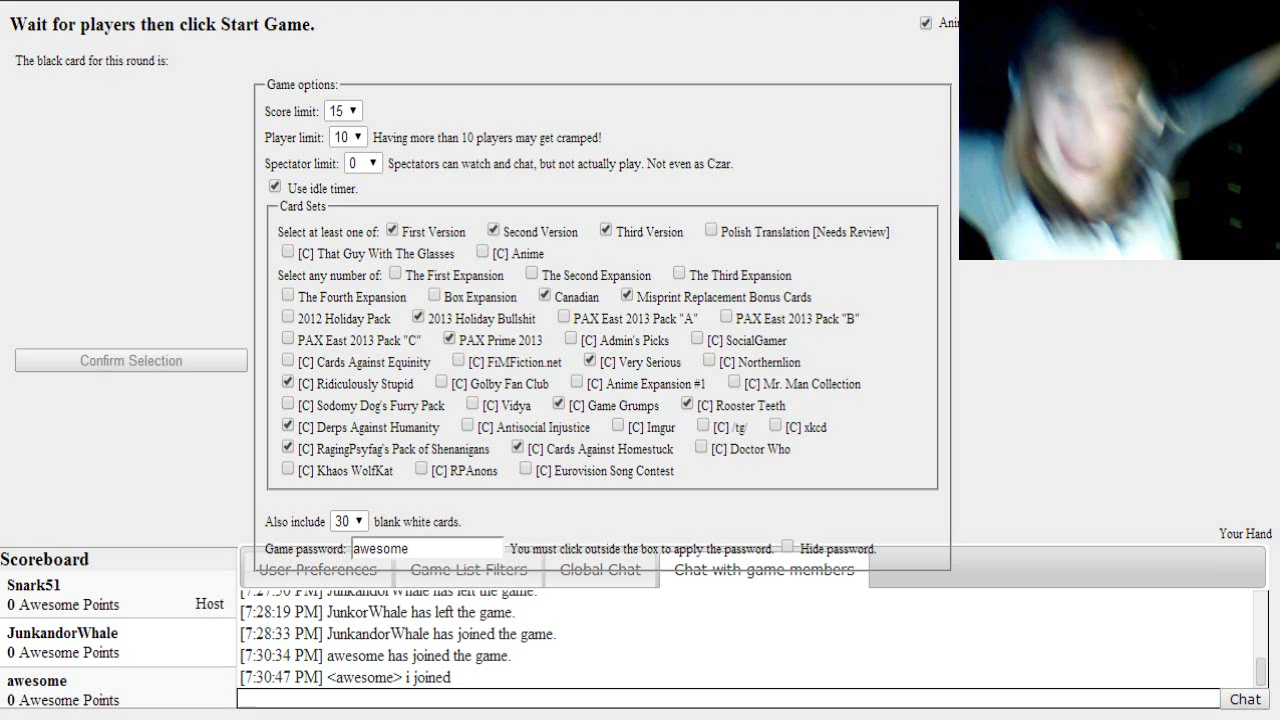 Wait for players then click Start Game.
The black card for this round is:
Game options:
Score limit: 15
Player limit: 10 Having more than 10 players may get cramped!
Spectator limit: 0 Spectators can watch and chat, but not actually play. Not even as Czar.
Use idle timer.
Card Sets
Select at least one of: First Version Second Version Third Version Polish Translation [Needs Review]
[C] That Guy With The Glasses [C] Anime
Select any number of: The First Expansion The Second Expansion The Third Expansion
The Fourth Expansion Box Expansion Canadian Misprint Replacement Bonus Cards
2012 Holiday Pack 2013 Holiday Bullshit PAX East 2013 Pack "A" PAX East 2013 Pack "B"
PAX East 2013 Pack "C" PAX Prime 2013 [C] Admin's Picks [C] SocialGamer
[C] Cards Against Equinity [C] FiMFiction.net [C] Very Serious [C] Northernlion
[C] Ridiculously Stupid [C] Golby Fan Club [C] Anime Expansion #1 [C] Mr. Man Collection
[C] Sodomy Dog's Furry Pack [C] Vidya [C] Game Grumps [C] Rooster Teeth
[C] Derps Against Humanity [C] Antisocial Injustice [C] Imgur [C] /tg/ [C] xkcd
[C] RagingPsyfag's Pack of Shenanigans [C] Cards Against Homestuck [C] Doctor Who
[C] Khaos WolfKat [C] RPAnons [C] Eurovision Song Contest
Also include 30 blank white cards.
Game password: awesome You must click outside the box to apply the password. Hide password.
Confirm Selection
Your Hand
Scoreboard
Snark51
0 Awesome Points Host
JunkandorWhale
0 Awesome Points
awesome
0 Awesome Points
User Preferences Game List Filters Global Chat Chat with game members
[7:27:50 PM] JunkandorWhale has left the game.
[7:28:19 PM] JunkorWhale has left the game.
[7:28:33 PM] JunkandorWhale has joined the game.
[7:30:34 PM] awesome has joined the game.
[7:30:47 PM] <awesome> i joined
Chat